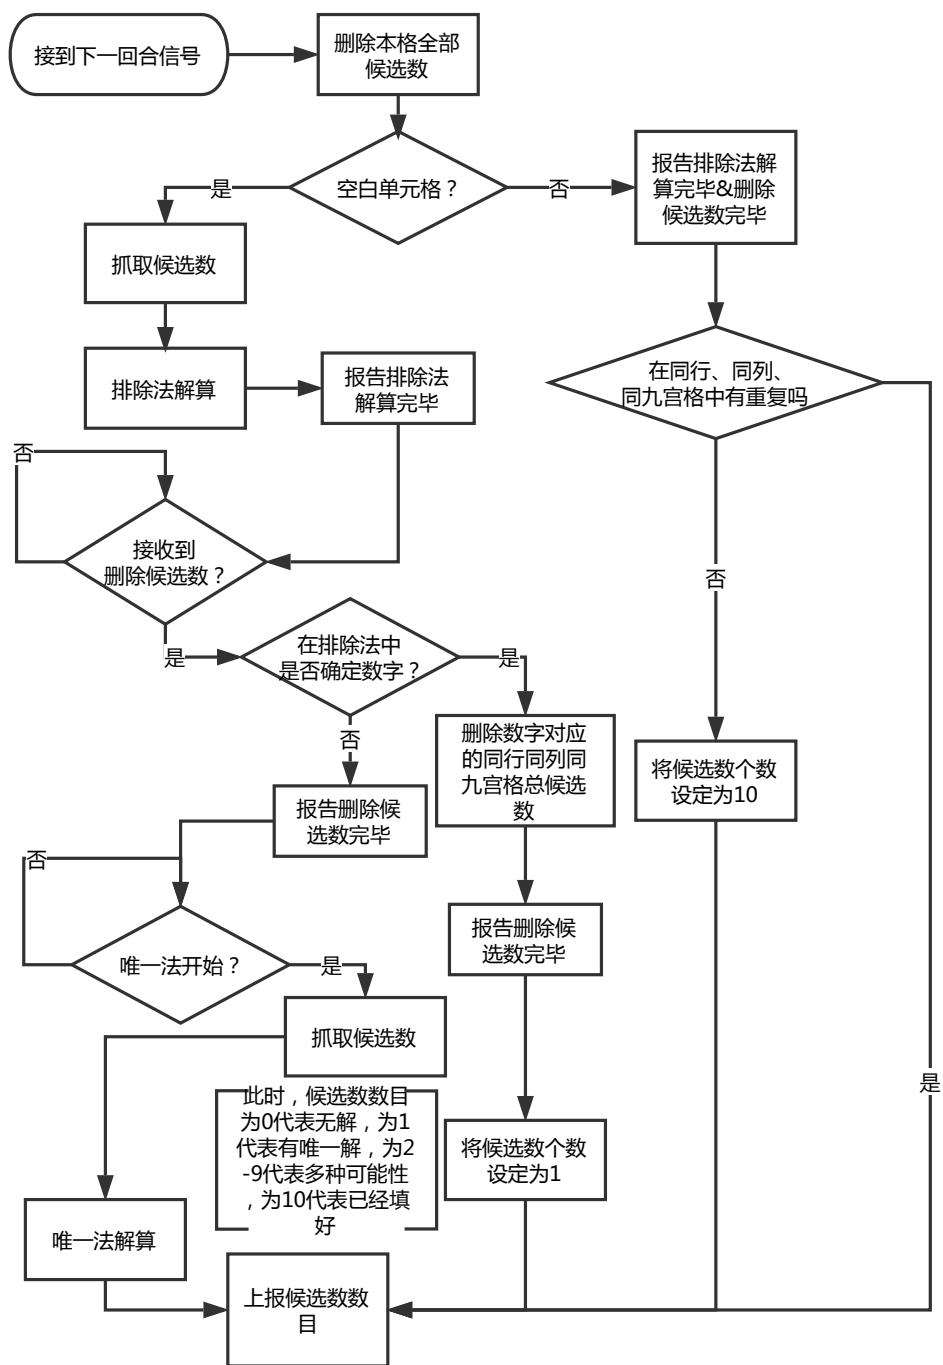 接到下一回合信号
删除本格全部
候选数
空白单元格？
是
否
报告排除法解
算完毕&删除
候选数完毕
抓取候选数
排除法解算
报告排除法
解算完毕
在同行、同列、
同九宫格中有重复吗
否
接收到
删除候选数？
是
在排除法中
是否确定数字？
是
否
否
删除数字对应
的同行同列同
九宫格总候选
数
将候选数个数
设定为10
报告删除候
选数完毕
否
唯一法开始？
是
报告删除候
选数完毕
抓取候选数
是
此时，候选数数目
为0代表无解，为1
代表有唯一解，为2
-9代表多种可能性
，为10代表已经填
好
将候选数个数
设定为1
唯一法解算
上报候选数数
目